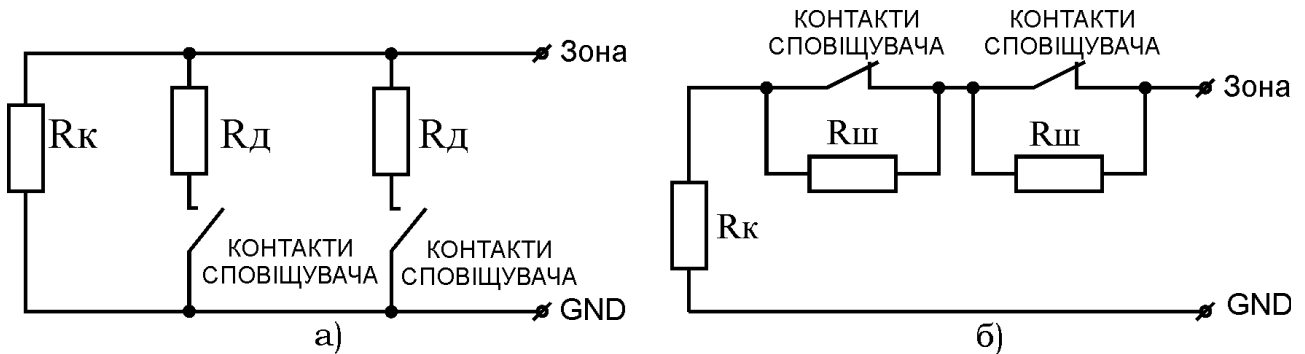 Зона
Rк
Rд
Rд
КОНТАКТИ
СПОВІЩУВАЧА
КОНТАКТИ
СПОВІЩУВАЧА
GND
а)
КОНТАКТИ
СПОВІЩУВАЧА
КОНТАКТИ
СПОВІЩУВАЧА
Зона
Rш
Rш
Rк
GND
б)